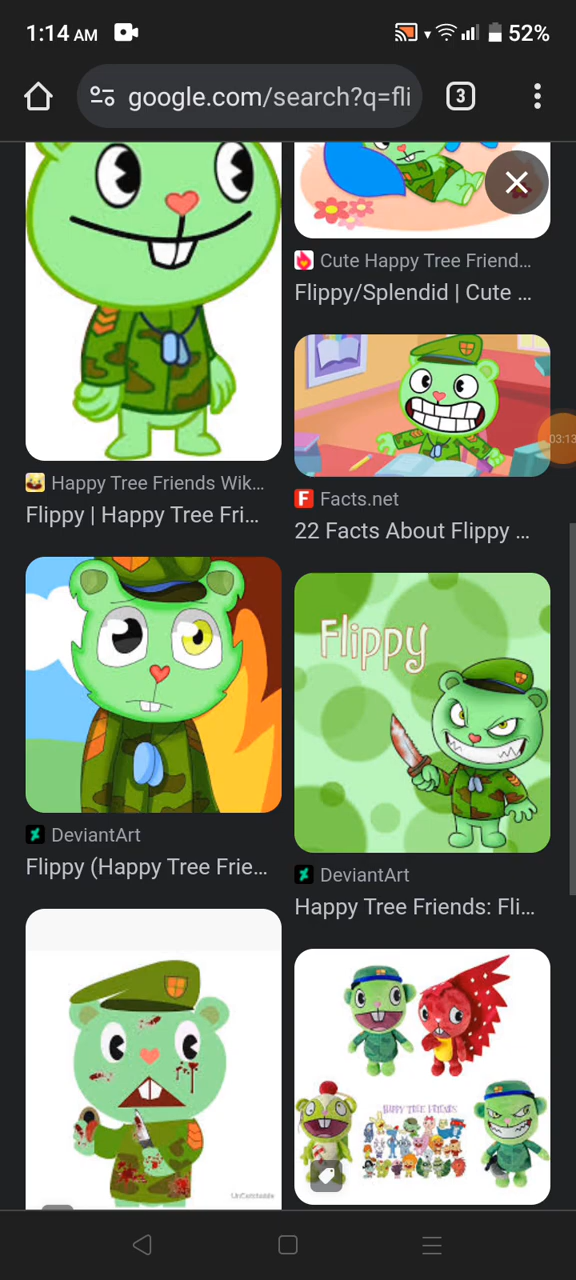 1:14 AM
52%
google.com/search?q=fli
3
Cute Happy Tree Friend...
Flippy/Splendid | Cute ...
03:13
Happy Tree Friends Wik...
Flippy | Happy Tree Fri...
F Facts.net
22 Facts About Flippy ...
Flippy
DeviantArt
Flippy (Happy Tree Frie...
DeviantArt
Happy Tree Friends: Fli...
HAPPY TREE FRIENDS
UnCatchable